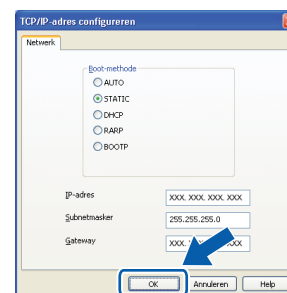 TCP/IP-adres configureren
Netwerk
Boot-methode
AUTO
STATIC
DHCP
RARP
BOOTP
IP-adres XXX. XXX. XXX. XXX
Subnetmasker 255.255.255.0
Gateway XXX.
OK Annuleren Help